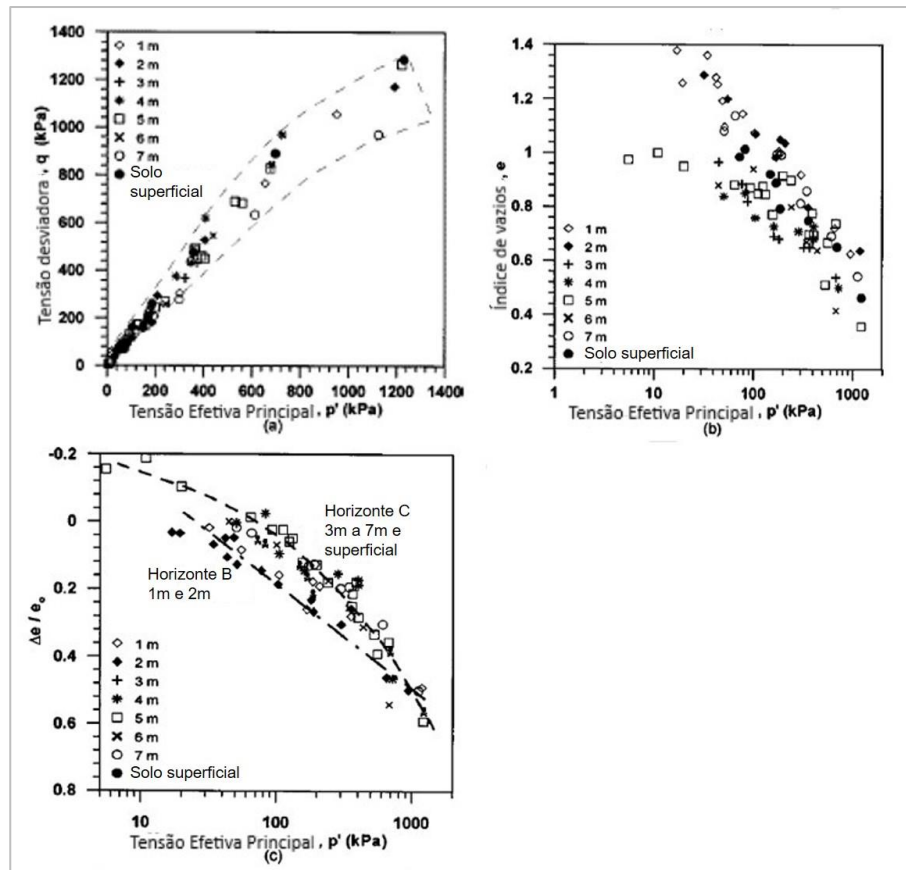 1400
1200
1000
800
600
400
200
0
Tensão desviadora, q (kPa)
1 m
2 m
3 m
4 m
5 m
6 m
7 m
Solo
superficial
0 200 400 600 800 1000 1200 1400
Tensão Efetiva Principal, p' (kPa)
(a)
1.4
1.2
1.0
0.8
0.6
0.4
0.2
Índice de vazios, e
1 m
2 m
3 m
4 m
5 m
6 m
7 m
Solo superficial
1 10 100 1000
Tensão Efetiva Principal, p' (kPa)
(b)
-0.2
0
0.2
0.4
0.6
0.8
Δe / eo
Horizonte C
3m a 7m e
superficial
Horizonte B
1m e 2m
1 m
2 m
3 m
4 m
5 m
6 m
7 m
Solo superficial
10 100 1000
Tensão Efetiva Principal, p' (kPa)
(c)